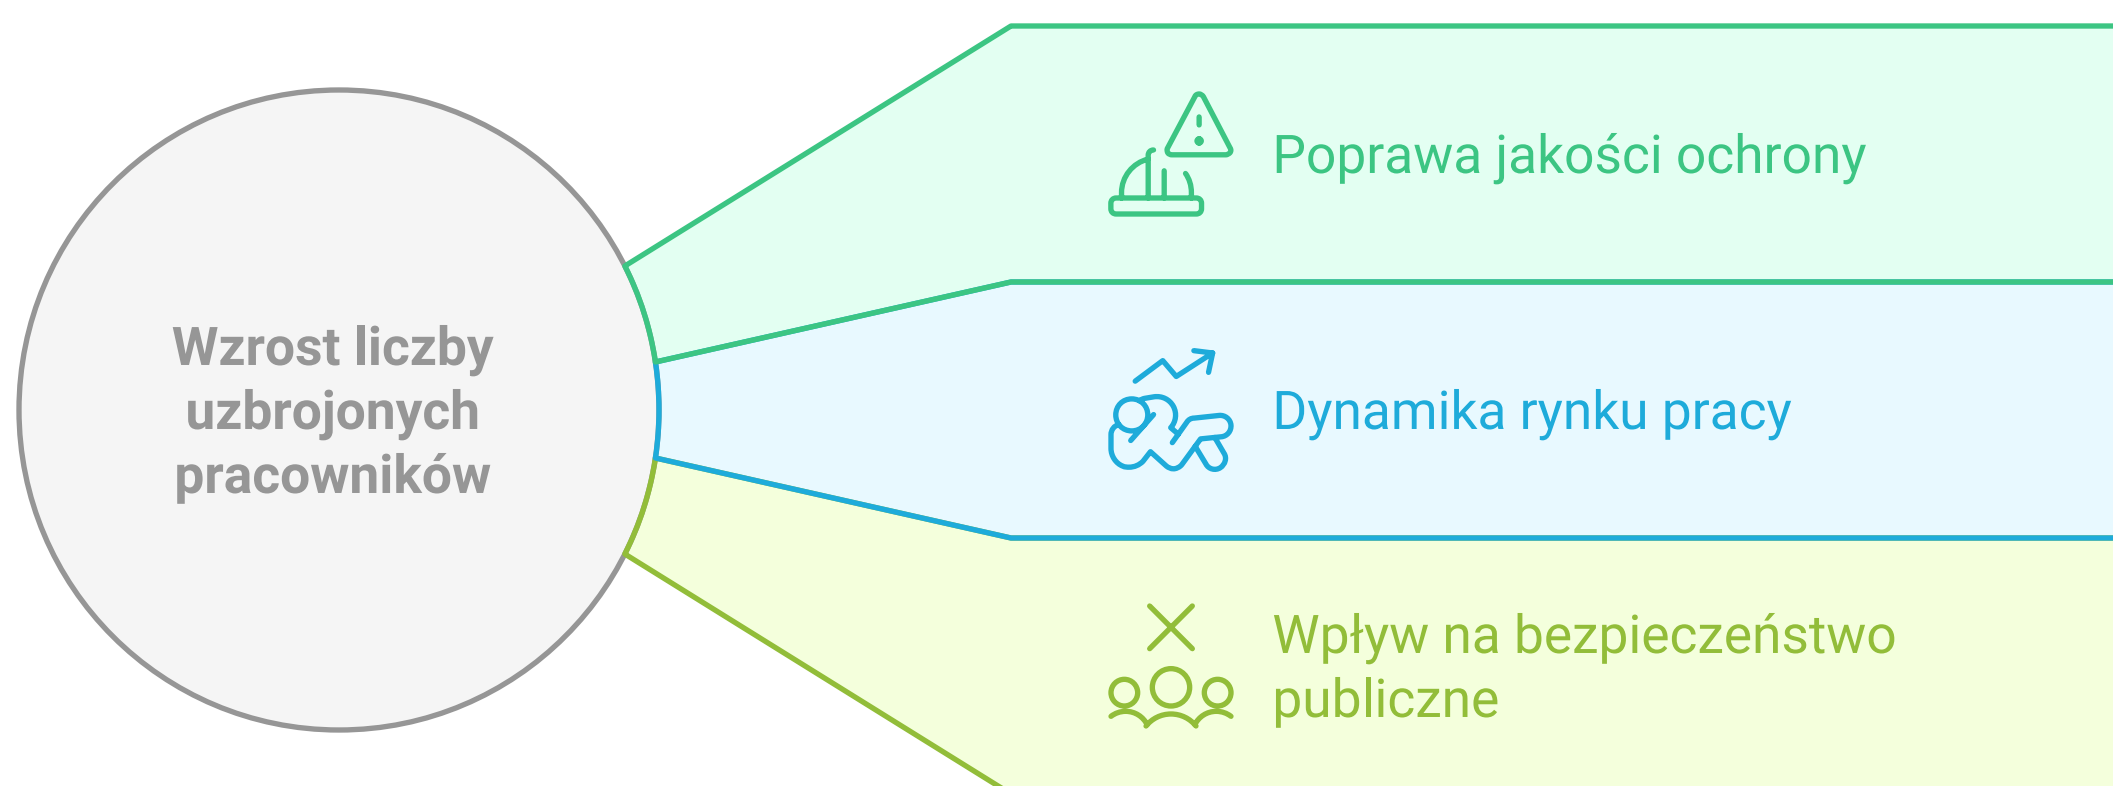 Wzrost liczby
uzbrojonych
pracowników
Poprawa jakości ochrony
Dynamika rynku pracy
Wpływ na bezpieczeństwo
publiczne